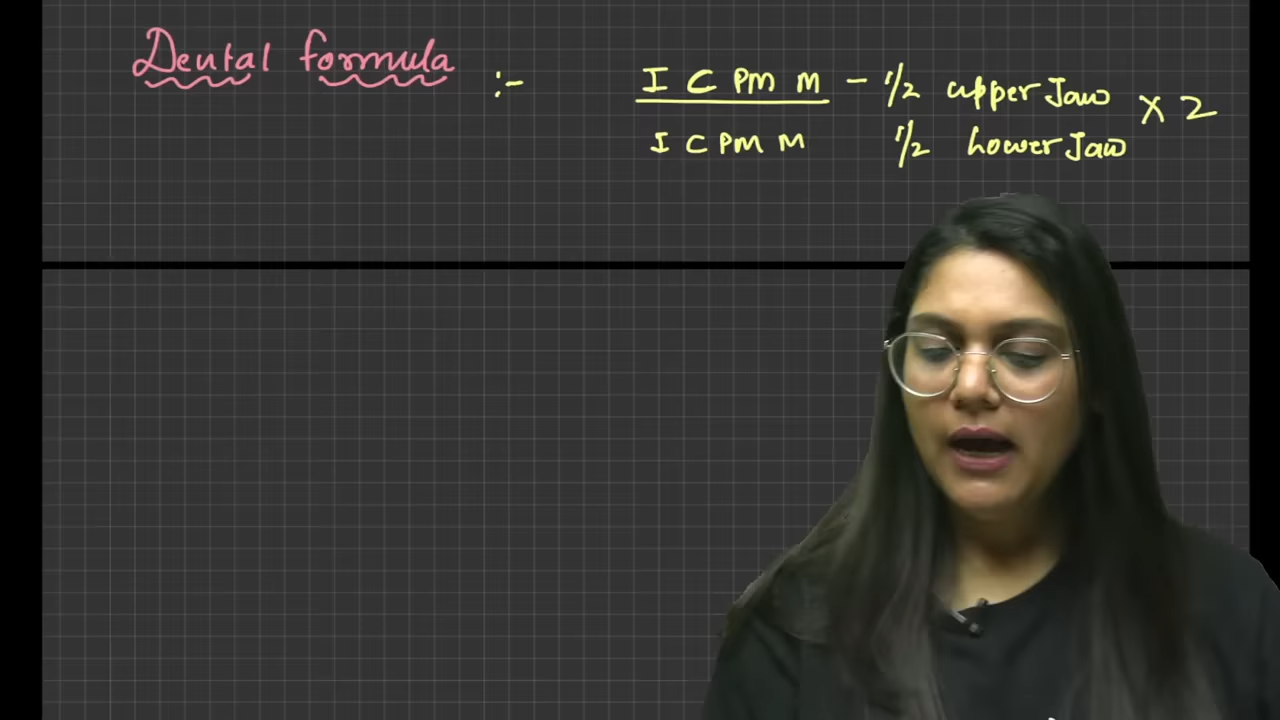 Dental formula :- I C PM M - 1/2 upper Jaw × 2
I C PM M 1/2 Lower Jaw